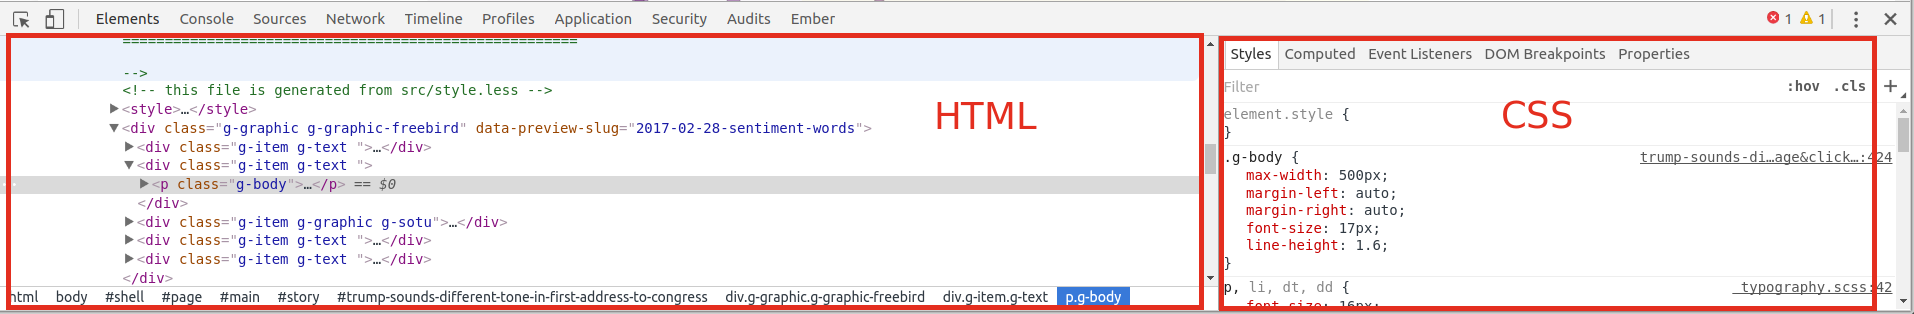 Elements Console Sources Network Timeline Profiles Application Security Audits Ember 1 1
=======================================================
-->
<!-- this file is generated from src/style.less -->
▶<style>…</style>
▼<div class="g-graphic g-graphic-freebird" data-preview-slug="2017-02-28-sentiment-words">
▶<div class="g-item g-text ">…</div>
▼<div class="g-item g-text ">
▶<p class="g-body">…</p> == $0
</div>
▶<div class="g-item g-graphic g-sotu">…</div>
▶<div class="g-item g-text ">…</div>
▶<div class="g-item g-text ">…</div>
</div>
html body #shell #page #main #story #trump-sounds-different-tone-in-first-address-to-congress div.g-graphic.g-graphic-freebird div.g-item.g-text p.g-body
HTML
Styles Computed Event Listeners DOM Breakpoints Properties
Filter :hov .cls +
element.style {
}
.g-body { trump-sounds-di…age&click…:424
max-width: 500px;
margin-left: auto;
margin-right: auto;
font-size: 17px;
line-height: 1.6;
}
p, li, dt, dd { _typography.scss:42
font-size: 16px;
CSS